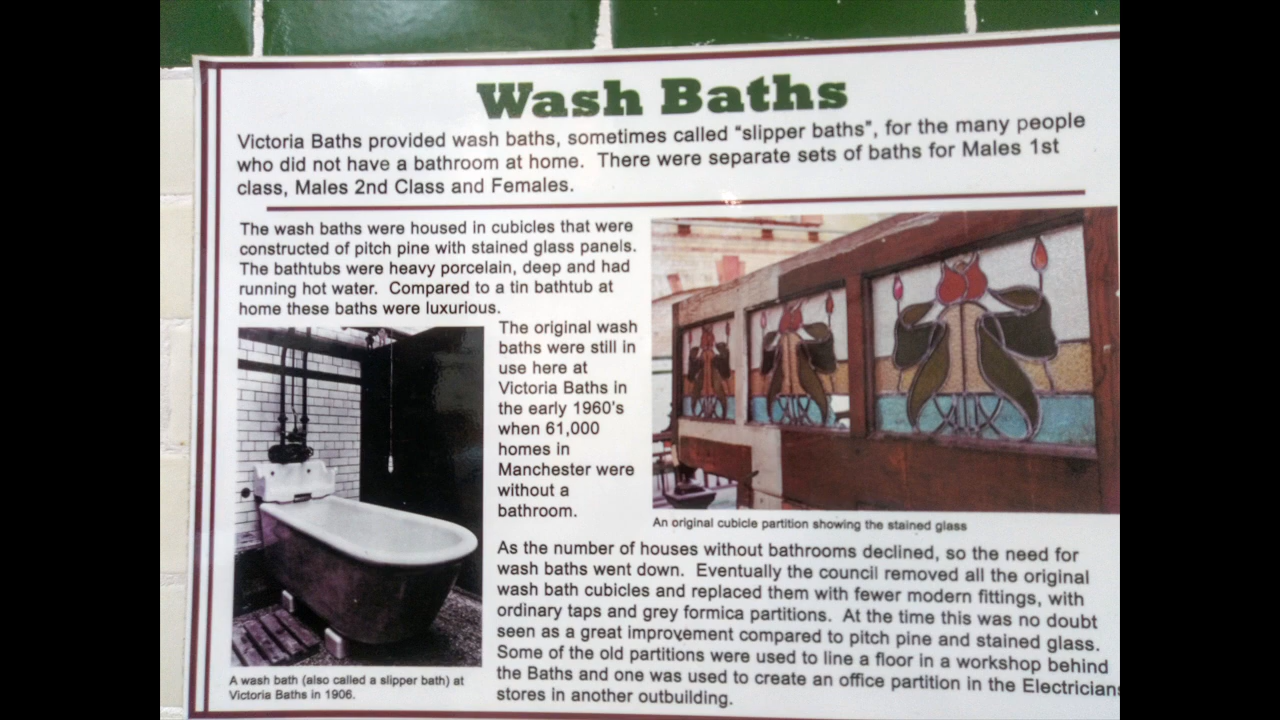 Wash Baths
Victoria Baths provided wash baths, sometimes called “slipper baths”, for the many people
who did not have a bathroom at home. There were separate sets of baths for Males 1st
class, Males 2nd Class and Females.
The wash baths were housed in cubicles that were
constructed of pitch pine with stained glass panels.
The bathtubs were heavy porcelain, deep and had
running hot water. Compared to a tin bathtub at
home these baths were luxurious.
The original wash
baths were still in
use here at
Victoria Baths in
the early 1960's
when 61,000
homes in
Manchester were
without a
bathroom.
A wash bath (also called a slipper bath) at
Victoria Baths in 1906.
An original cubicle partition showing the stained glass
As the number of houses without bathrooms declined, so the need for
wash baths went down. Eventually the council removed all the original
wash bath cubicles and replaced them with fewer modern fittings, with
ordinary taps and grey formica partitions. At the time this was no doubt
seen as a great improvement compared to pitch pine and stained glass.
Some of the old partitions were used to line a floor in a workshop behind
the Baths and one was used to create an office partition in the Electricians
stores in another outbuilding.